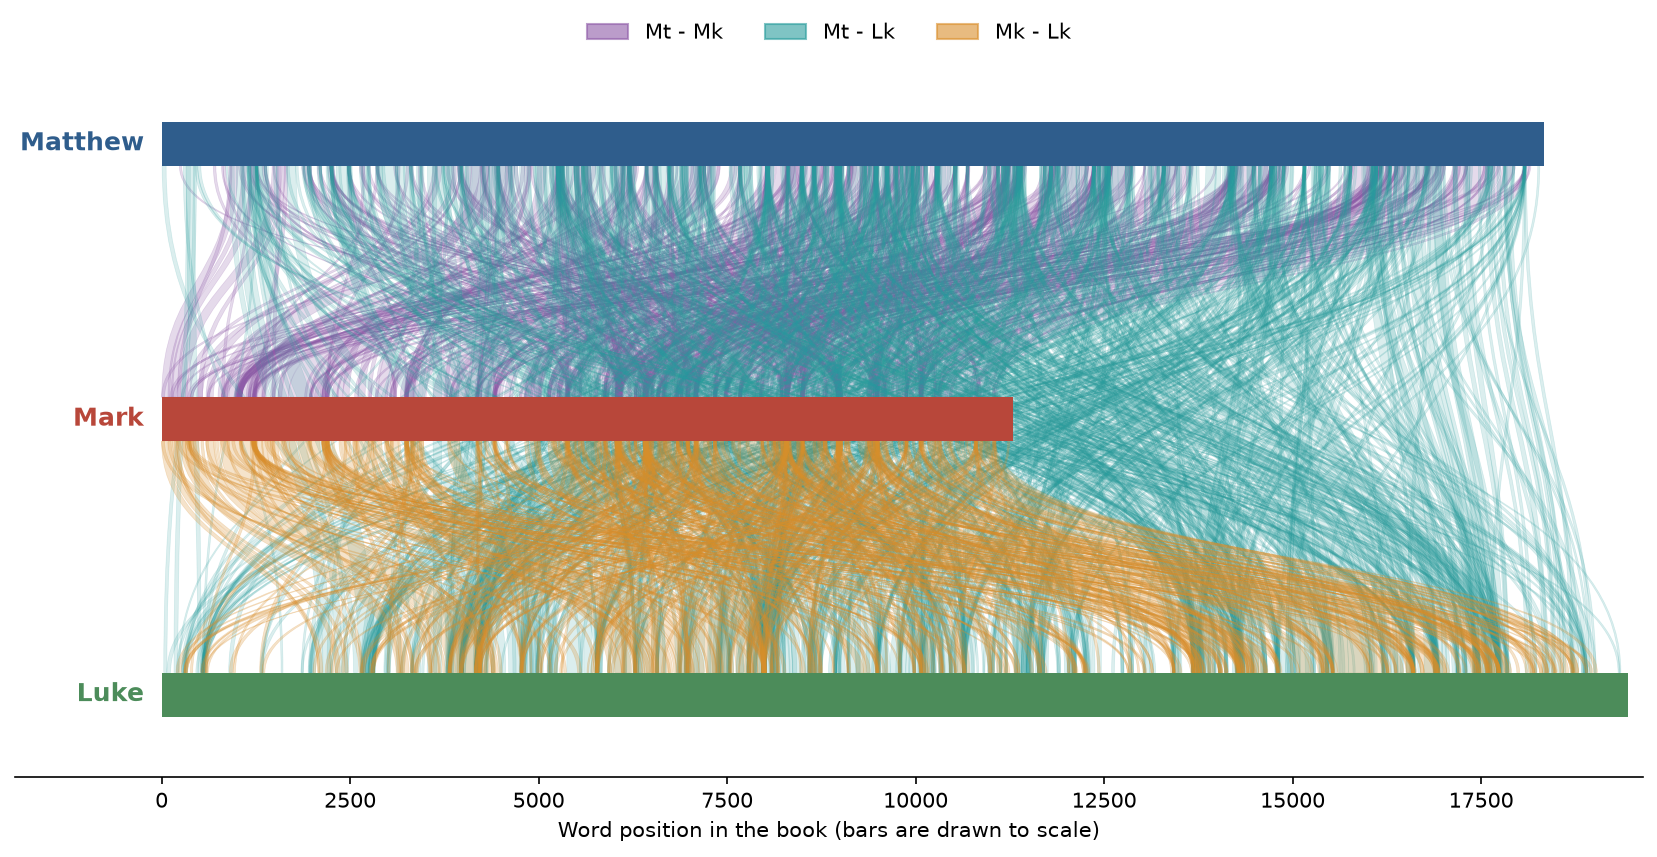 Mt - Mk Mt - Lk Mk - Lk
Matthew
Mark
Luke
0 2500 5000 7500 10000 12500 15000 17500
Word position in the book (bars are drawn to scale)